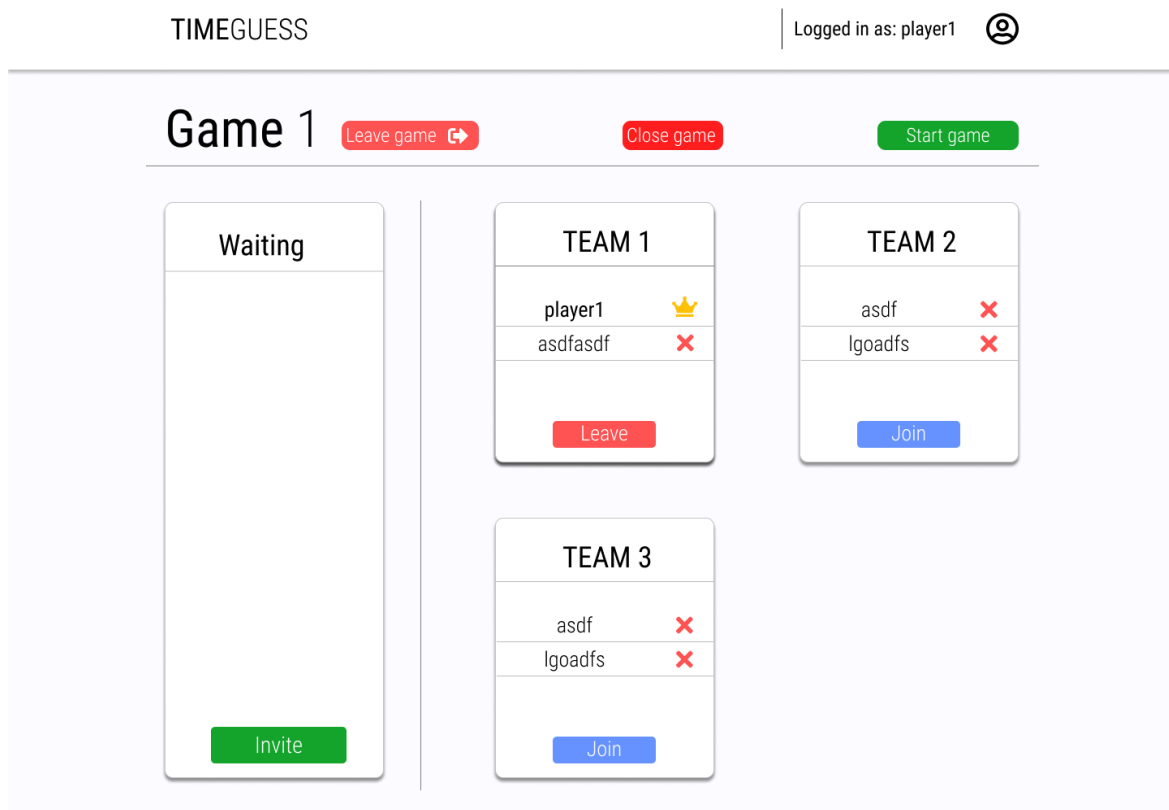 TIMEGUESS
Logged in as: player1
Game 1
Leave game
Close game
Start game
Waiting
Invite
TEAM 1
player1
asdfasdf
Leave
TEAM 2
asdf
lgoadfs
Join
TEAM 3
asdf
lgoadfs
Join